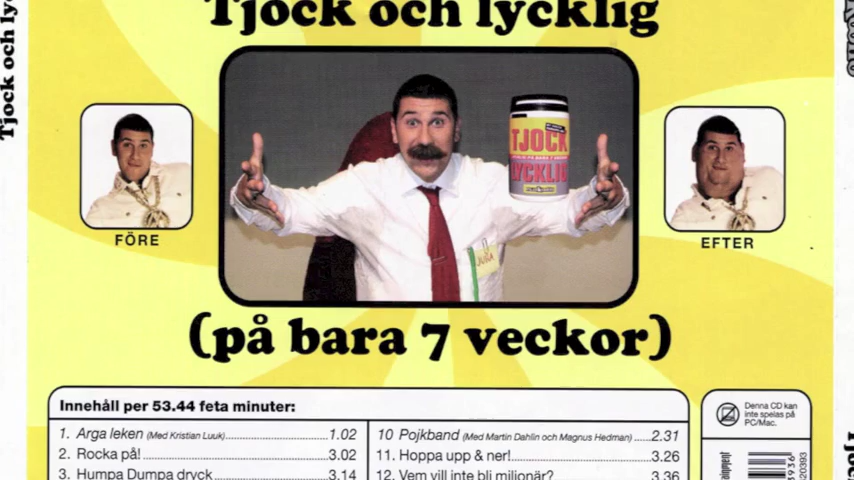 Tjock och lycklig
Tjock och ly
TJOCK
LYCKLIG
FÖRE
EFTER
(på bara 7 veckor)
Innehåll per 53.44 feta minuter:
1. Arga leken (Med Kristian Luuk) 1.02
2. Rocka på! 3.02
3. Humpa Dumpa dryck 3.14
10 Pojkband (Med Martin Dahlin och Magnus Hedman) 2.31
11. Hoppa upp & ner! 3.26
12. Vem vill inte bli miljonär? 3.36
Denna CD kan
inte spelas på
PC/Mac.